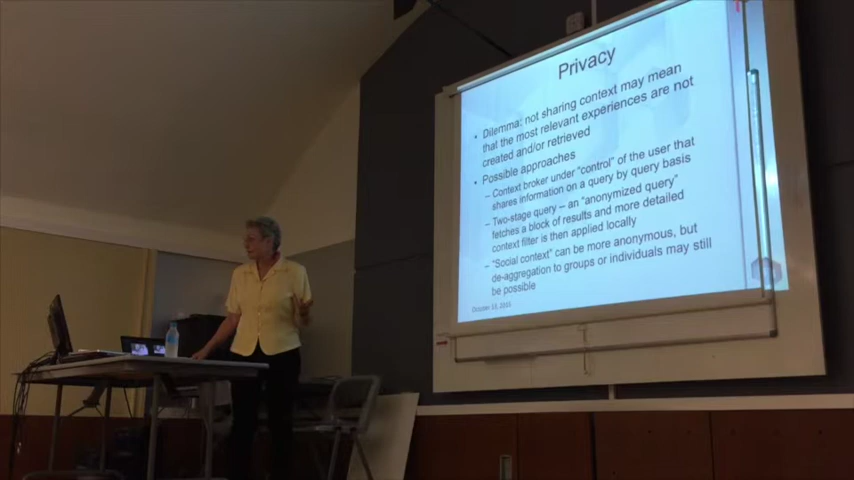 Privacy
• Dilemma: not sharing context may mean
that the most relevant experiences are not
created and/or retrieved
• Possible approaches
– Context broker under "control" of the user that
shares information on a query by query basis
– Two-stage query – an "anonymized query"
fetches a block of results and more detailed
context filter is then applied locally
– "Social context" can be more anonymous, but
de-aggregation to groups or individuals may still
be possible